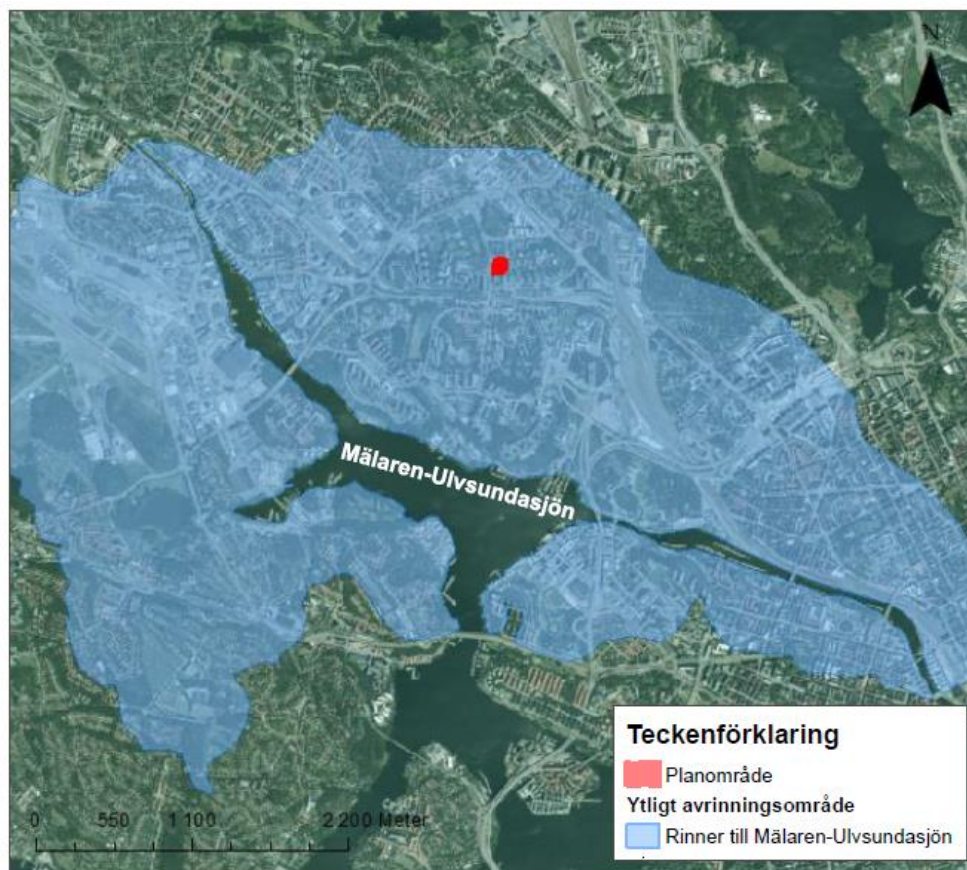 N
Mälaren-Ulvsundasjön
Teckenförklaring
Planområde
Ytligt avrinningsområde
Rinner till Mälaren-Ulvsundasjön
0 550 1 100 2 200 Meter